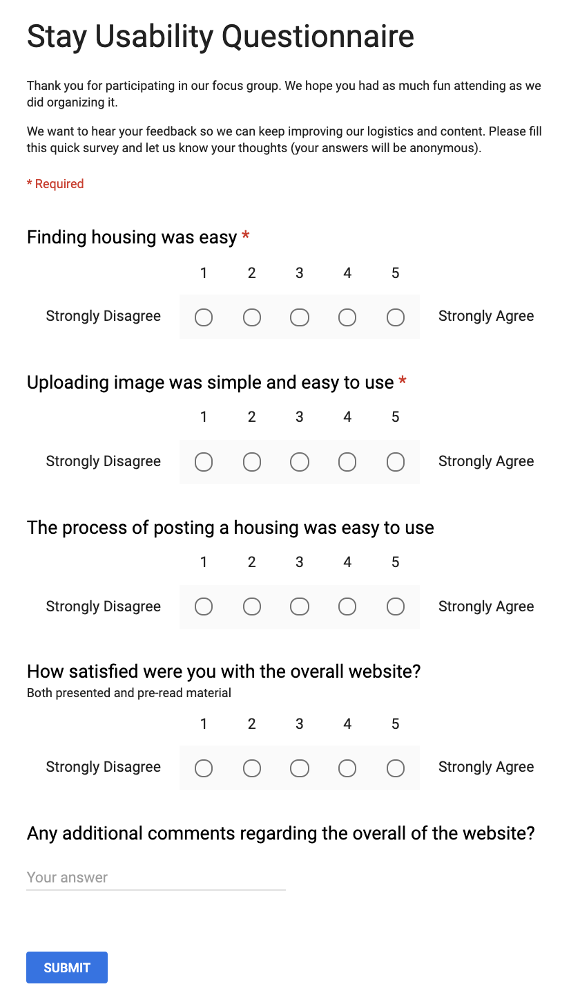 Stay Usability Questionnaire
Thank you for participating in our focus group. We hope you had as much fun attending as we
did organizing it.
We want to hear your feedback so we can keep improving our logistics and content. Please fill
this quick survey and let us know your thoughts (your answers will be anonymous).
* Required
Finding housing was easy *
1 2 3 4 5
Strongly Disagree Strongly Agree
Uploading image was simple and easy to use *
1 2 3 4 5
Strongly Disagree Strongly Agree
The process of posting a housing was easy to use
1 2 3 4 5
Strongly Disagree Strongly Agree
How satisfied were you with the overall website?
Both presented and pre-read material
1 2 3 4 5
Strongly Disagree Strongly Agree
Any additional comments regarding the overall of the website?
Your answer
SUBMIT